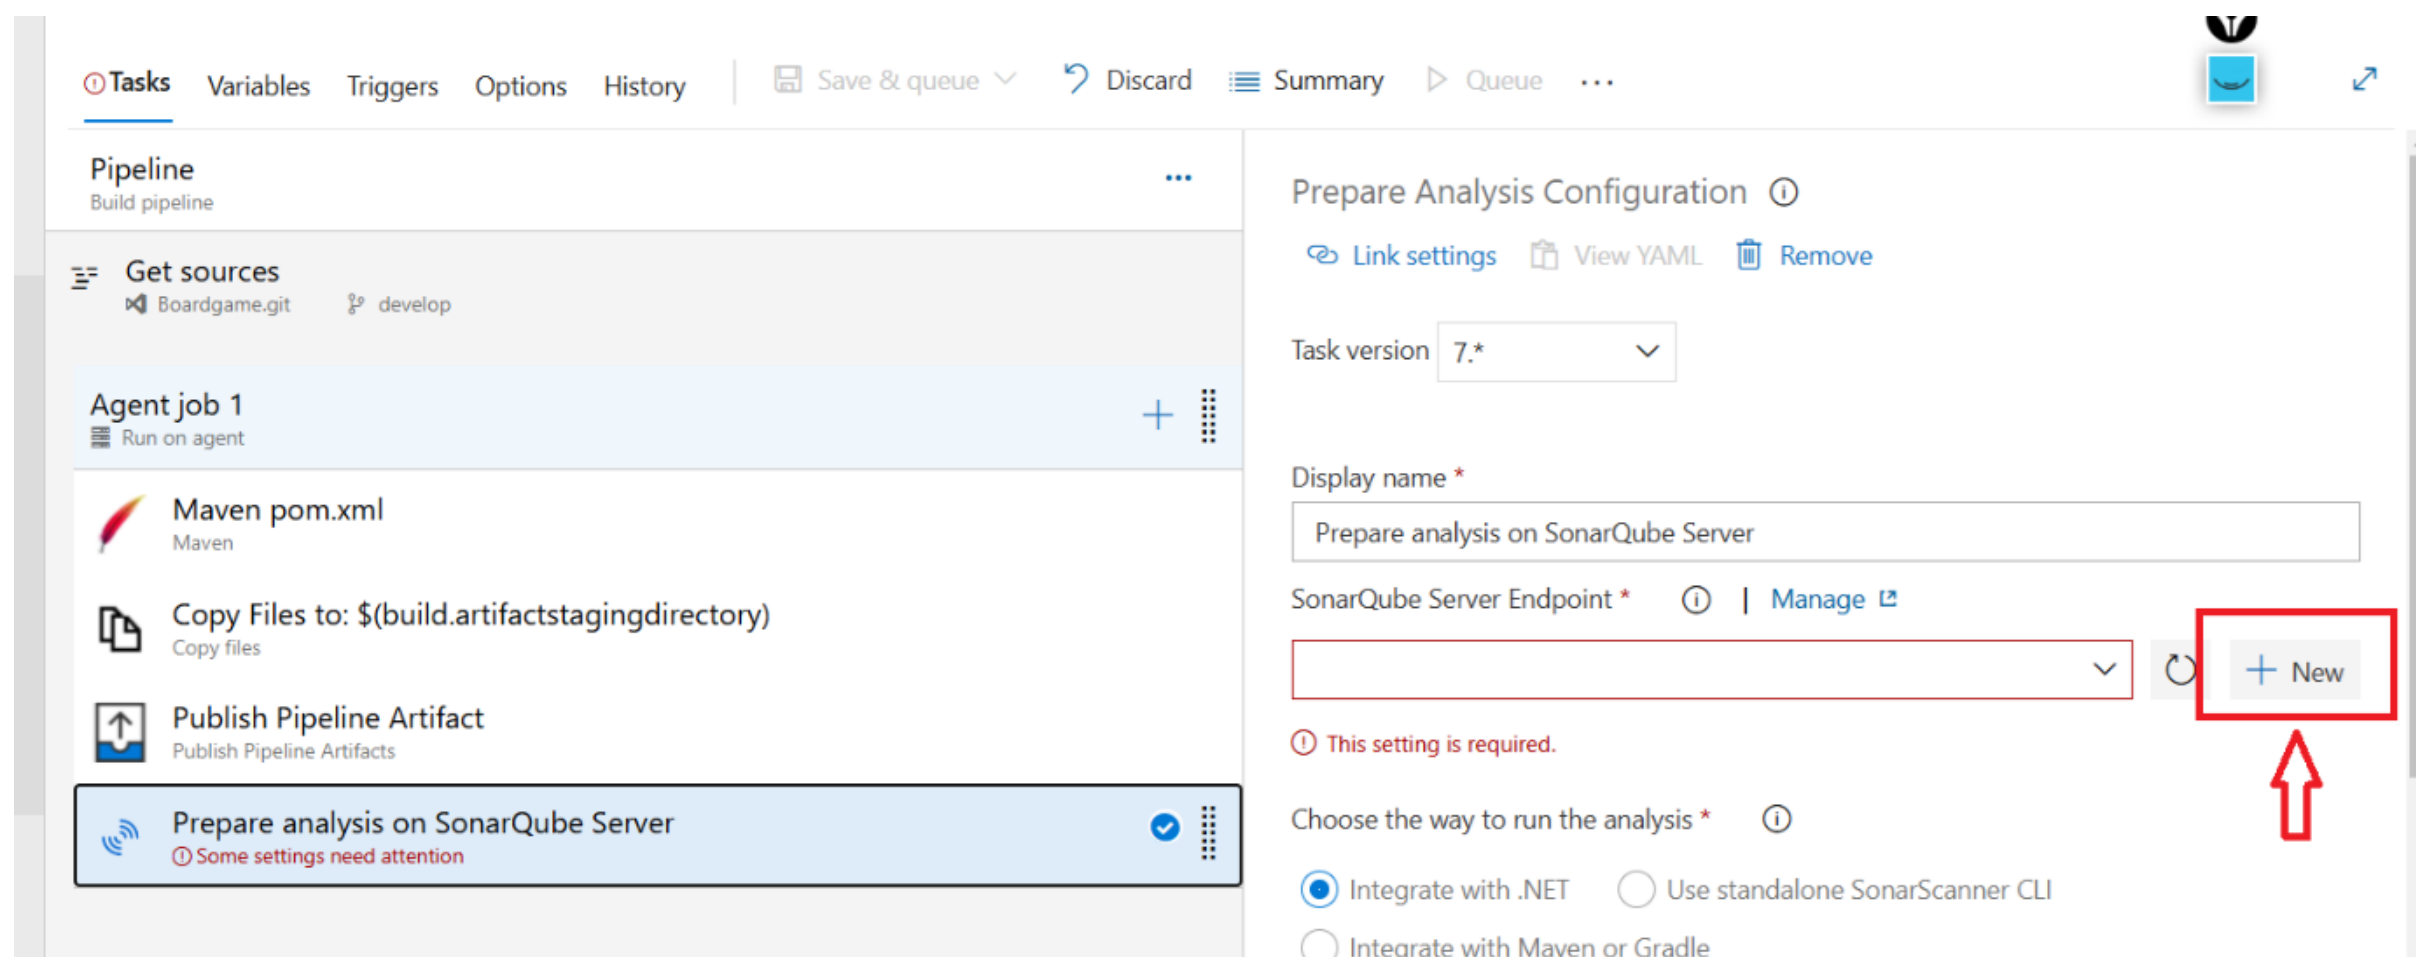 Tasks Variables Triggers Options History Save & queue Discard Summary Queue ...
Pipeline
Build pipeline
Get sources
Boardgame.git develop
Agent job 1
Run on agent
Maven pom.xml
Maven
Copy Files to: $(build.artifactstagingdirectory)
Copy files
Publish Pipeline Artifact
Publish Pipeline Artifacts
Prepare analysis on SonarQube Server
Some settings need attention
Prepare Analysis Configuration
Link settings View YAML Remove
Task version 7.*
Display name *
Prepare analysis on SonarQube Server
SonarQube Server Endpoint * | Manage
New
This setting is required.
Choose the way to run the analysis *
Integrate with .NET Use standalone SonarScanner CLI
Integrate with Maven or Gradle